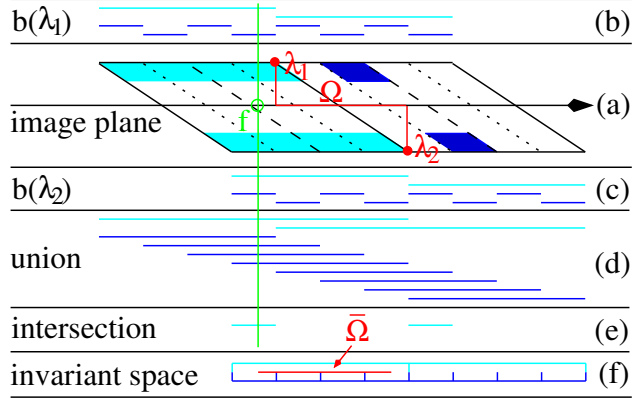 b(λ₁) (b)
λ₁
Ω
(a)
image plane
f
λ₂
b(λ₂) (c)
union (d)
intersection (e)
Ω̄
invariant space (f)